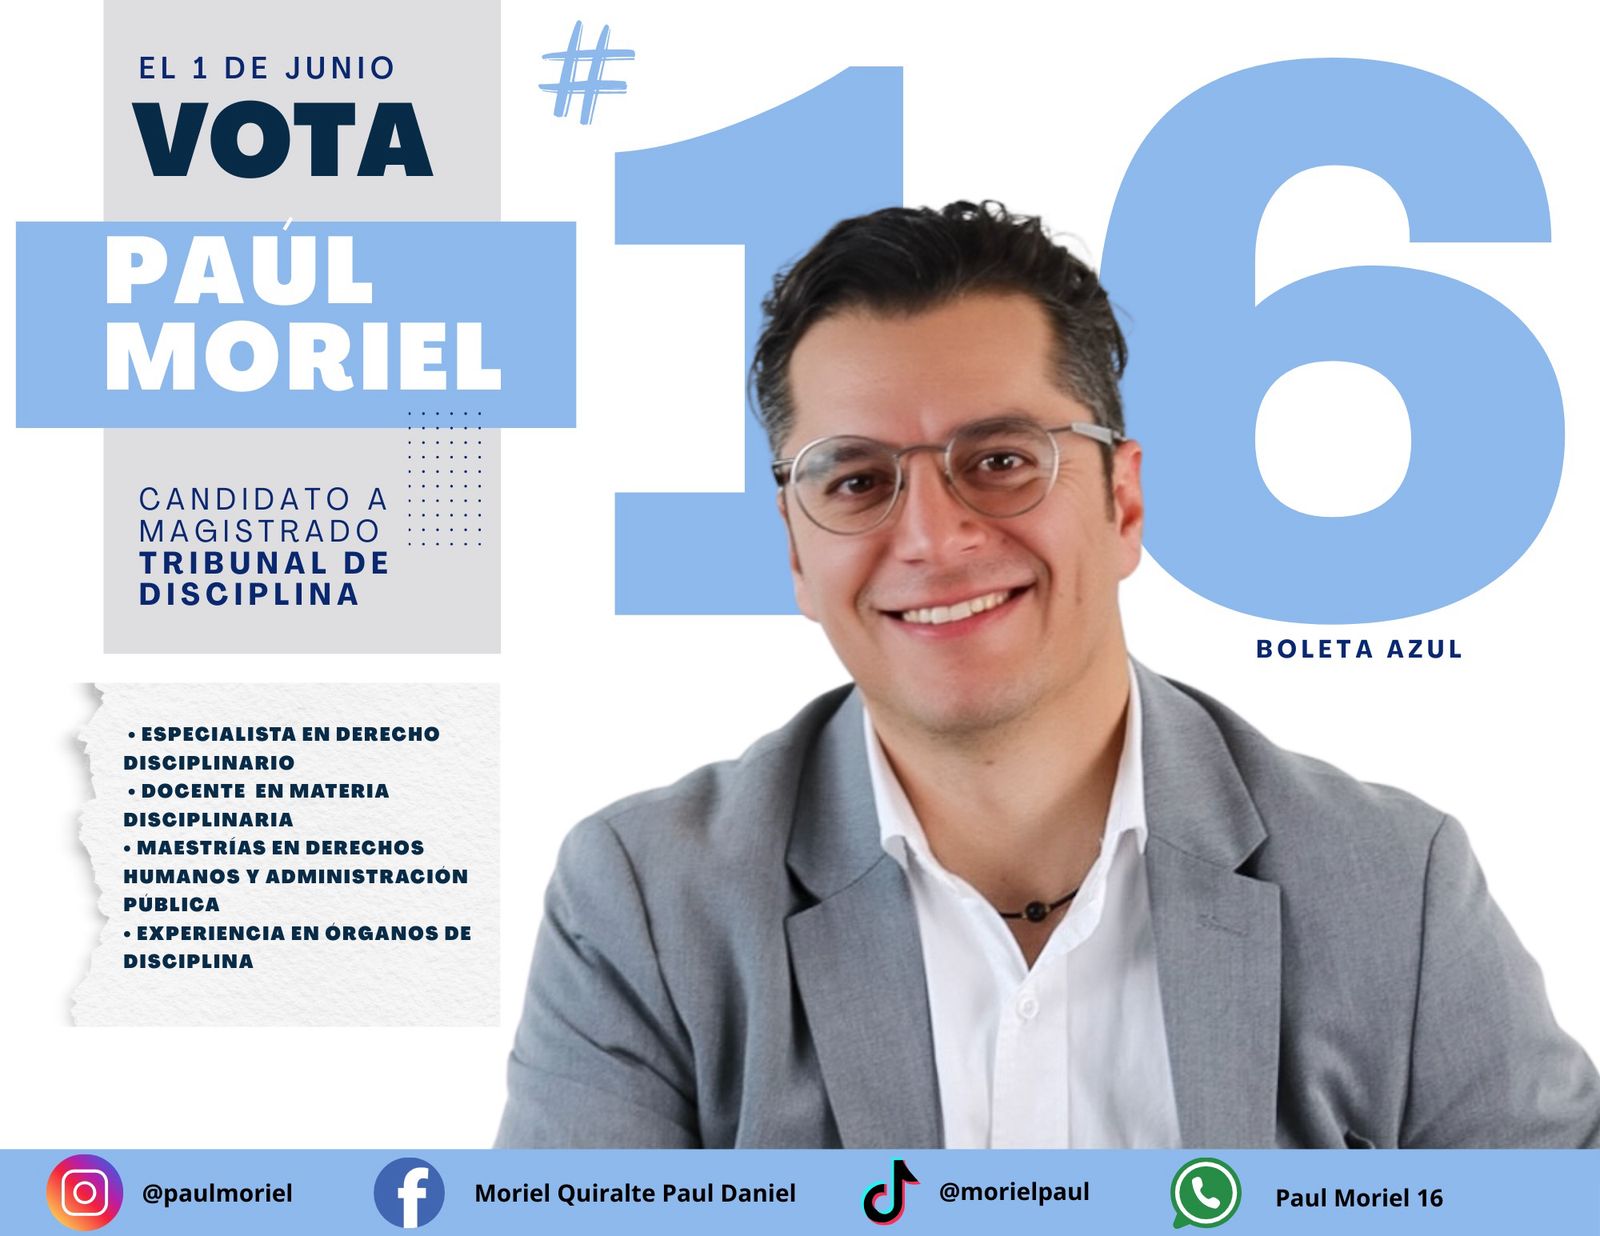 EL 1 DE JUNIO
VOTA
PAÚL
MORIEL
CANDIDATO A
MAGISTRADO
TRIBUNAL DE
DISCIPLINA
• ESPECIALISTA EN DERECHO
DISCIPLINARIO
• DOCENTE EN MATERIA
DISCIPLINARIA
• MAESTRÍAS EN DERECHOS
HUMANOS Y ADMINISTRACIÓN
PÚBLICA
• EXPERIENCIA EN ÓRGANOS DE
DISCIPLINA
#16
BOLETA AZUL
@paulmoriel
Moriel Quiralte Paul Daniel
@morielpaul
Paul Moriel 16